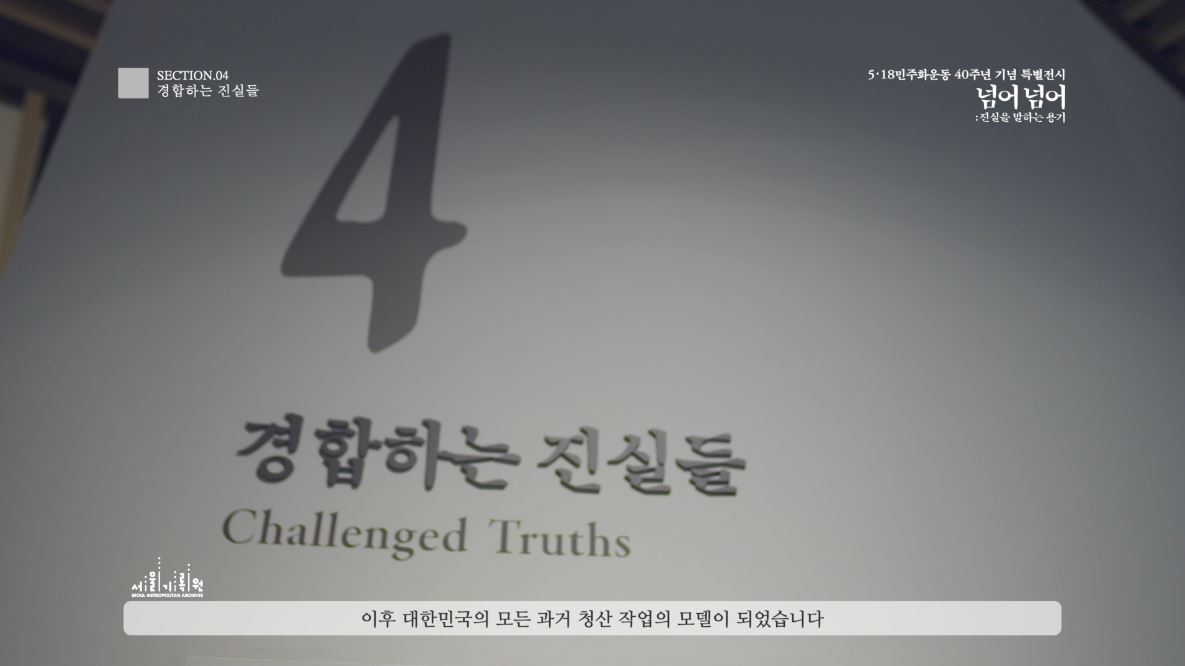 SECTION.04
경합하는 진실들
5·18민주화운동 40주년 기념 특별전시
넘어 넘어
:진실을 말하는 용기
4
경합하는 진실들
Challenged Truths
서울기록원
SEOUL METROPOLITAN ARCHIVES
이후 대한민국의 모든 과거 청산 작업의 모델이 되었습니다